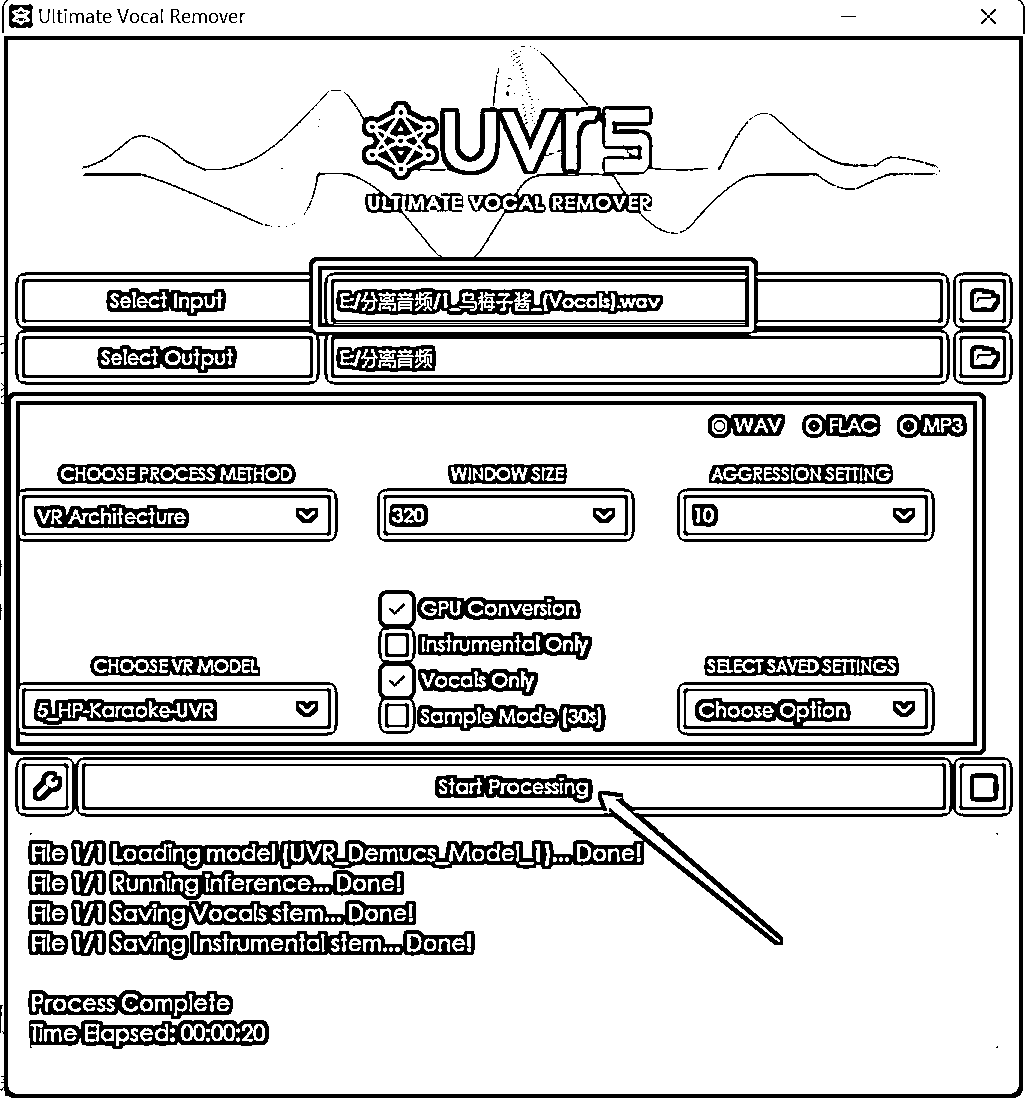 Ultimate Vocal Remover
UVR5
ULTIMATE VOCAL REMOVER
Select Input E:/分离音频/1_乌梅子酱_(Vocals).wav
Select Output E:/分离音频
WAV FLAC MP3
CHOOSE PROCESS METHOD WINDOW SIZE AGGRESSION SETTING
VR Architecture 320 10
GPU Conversion
Instrumental Only
CHOOSE VR MODEL Vocals Only SELECT SAVED SETTINGS
5_HP-Karaoke-UVR Sample Mode (30s) Choose Option
Start Processing
File 1/1 Loading model (UVR_Demucs_Model_1)... Done!
File 1/1 Running inference... Done!
File 1/1 Saving Vocals stem... Done!
File 1/1 Saving Instrumental stem... Done!
Process Complete
Time Elapsed: 00:00:20